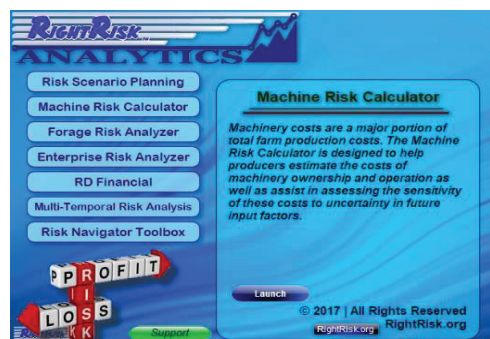 RIGHTRISK
ANALYTICS
Risk Scenario Planning
Machine Risk Calculator
Forage Risk Analyzer
Enterprise Risk Analyzer
RD Financial
Multi-Temporal Risk Analysis
Risk Navigator Toolbox
Machine Risk Calculator
Machinery costs are a major portion of
total farm production costs. The Machine
Risk Calculator is designed to help
producers estimate the costs of
machinery ownership and operation as
well as assist in assessing the sensitivity
of these costs to uncertainty in future
input factors.
Launch
© 2017 | All Rights Reserved
RightRisk.org RightRisk.org
PROFIT
LOSS
RISK
Support